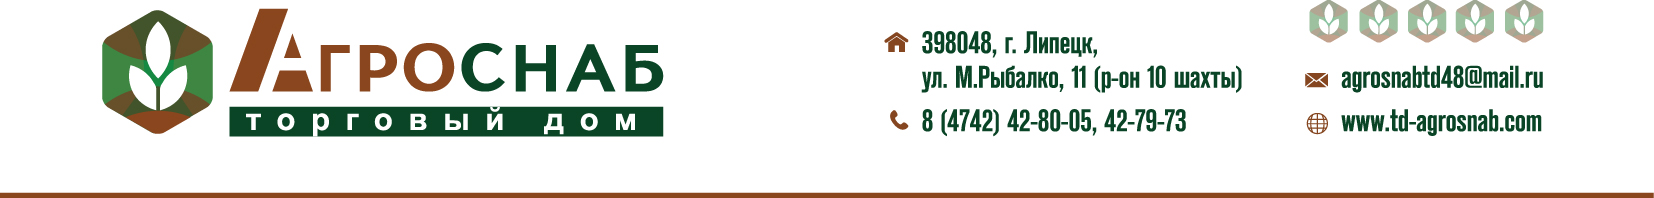 АГРОСНАБ
торговый дом
398048, г. Липецк,
ул. М.Рыбалко, 11 (р-он 10 шахты)
8 (4742) 42-80-05, 42-79-73
agrosnabtd48@mail.ru
www.td-agrosnab.com